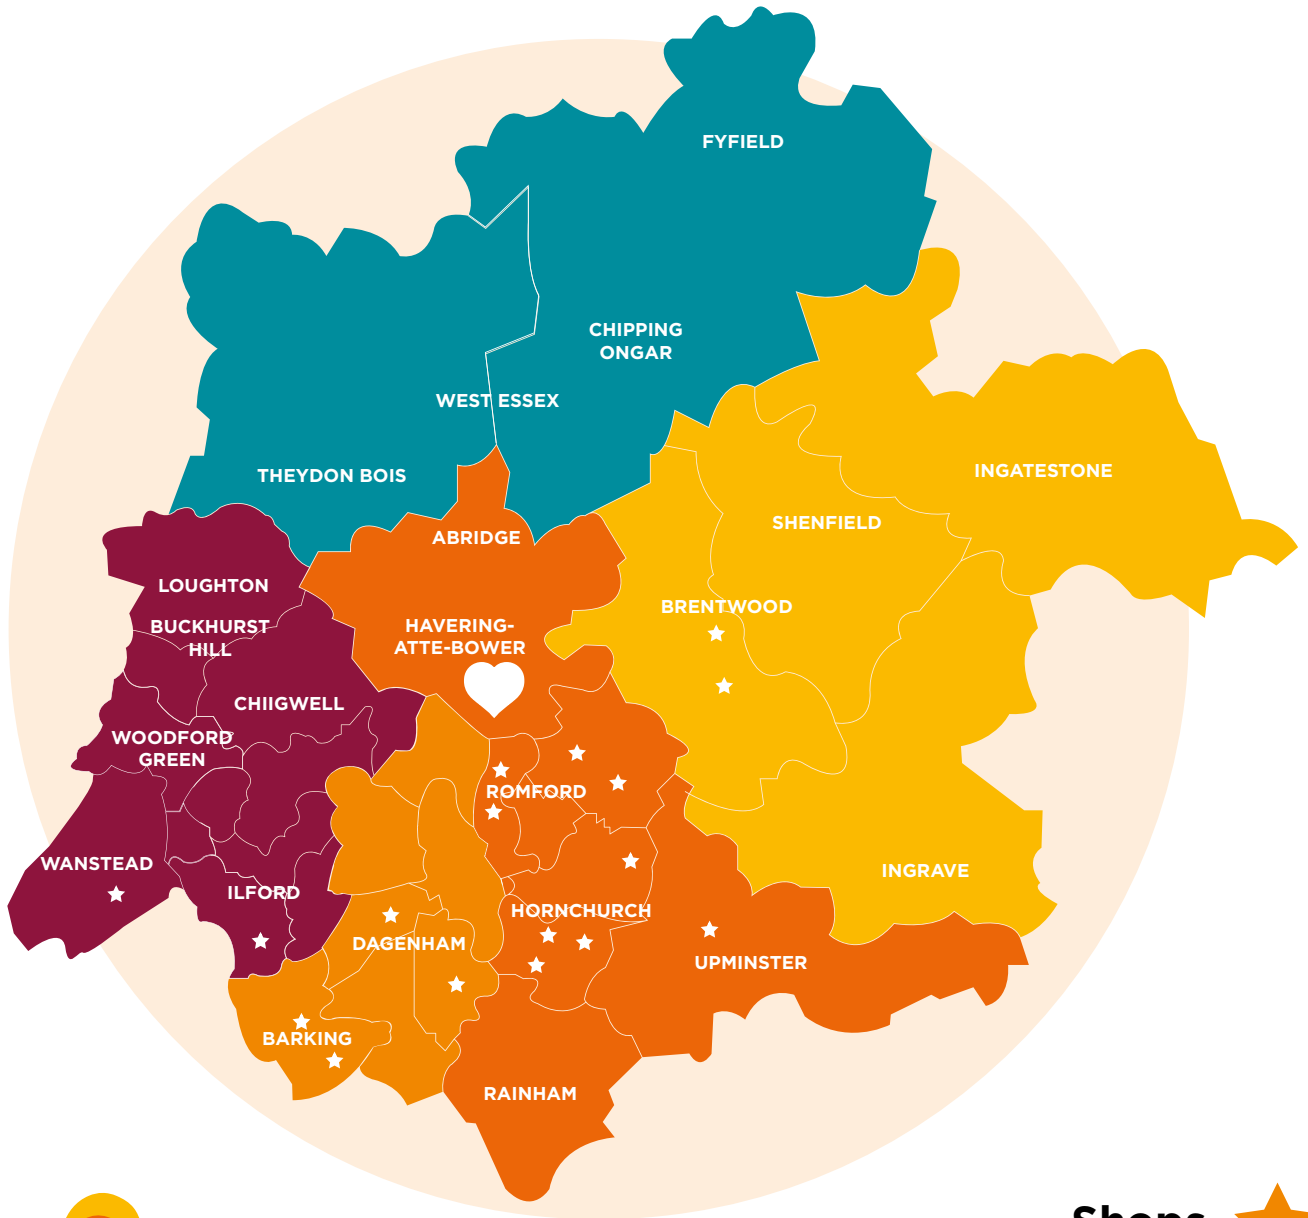 FYFIELD
CHIPPING
ONGAR
WEST ESSEX
THEYDON BOIS
INGATESTONE
SHENFIELD
ABRIDGE
LOUGHTON
BRENTWOOD
BUCKHURST
HILL
HAVERING-
ATTE-BOWER
CHIIGWELL
WOODFORD
GREEN
ROMFORD
WANSTEAD
ILFORD
INGRAVE
HORNCHURCH
DAGENHAM
UPMINSTER
BARKING
RAINHAM
Shops